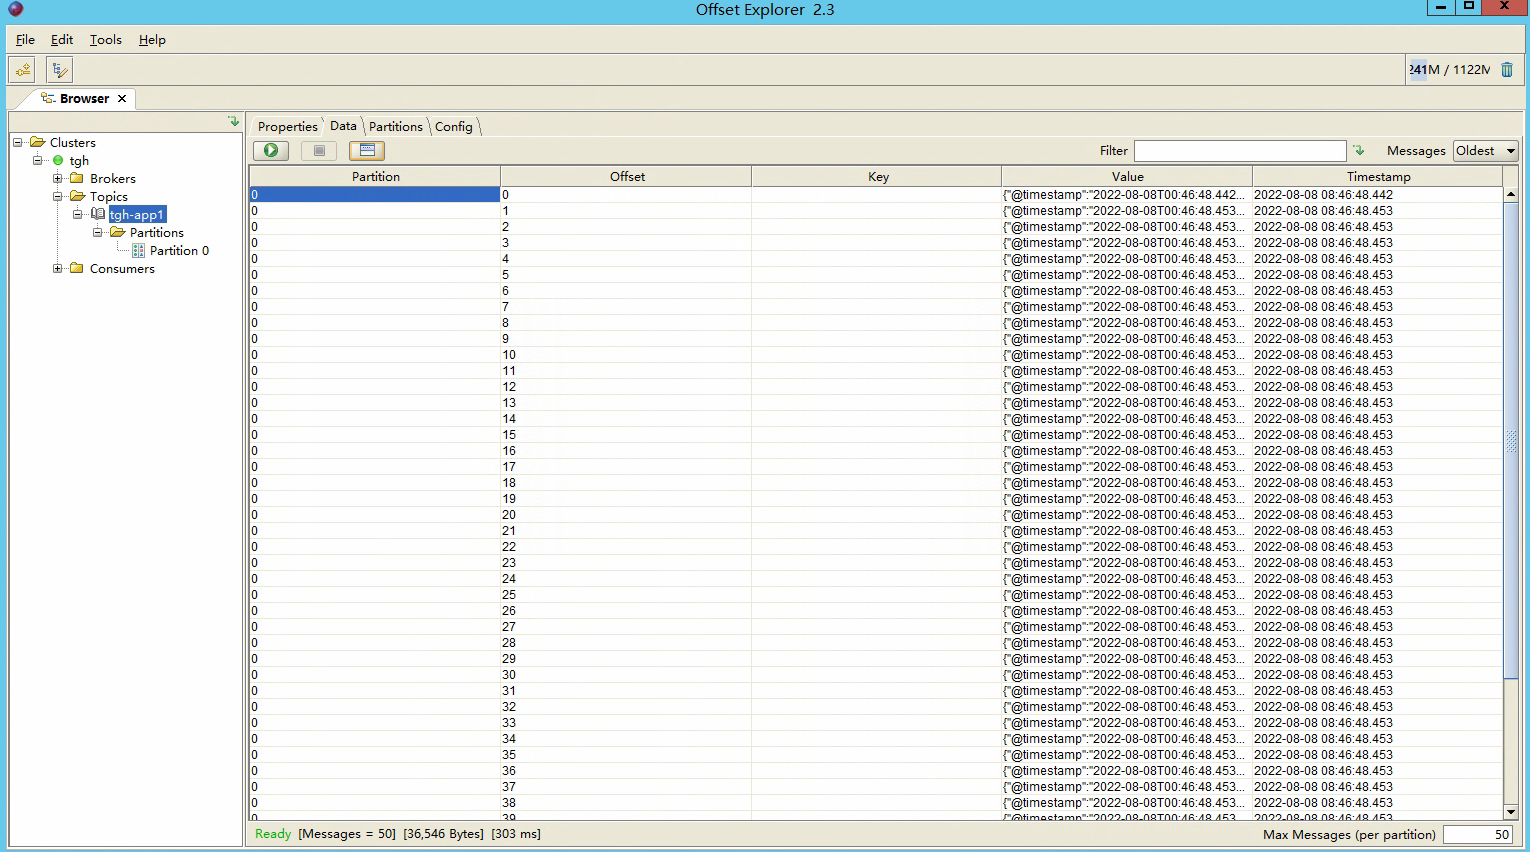 Offset Explorer 2.3
File Edit Tools Help
241M / 1122M
Browser
Clusters
tgh
Brokers
Topics
tgh-app1
Partitions
Partition 0
Consumers
Properties Data Partitions Config
Filter Messages Oldest
Partition Offset Key Value Timestamp
0 0 {"@timestamp":"2022-08-08T00:46:48.442... 2022-08-08 08:46:48.442
0 1 {"@timestamp":"2022-08-08T00:46:48.453... 2022-08-08 08:46:48.453
0 2 {"@timestamp":"2022-08-08T00:46:48.453... 2022-08-08 08:46:48.453
0 3 {"@timestamp":"2022-08-08T00:46:48.453... 2022-08-08 08:46:48.453
0 4 {"@timestamp":"2022-08-08T00:46:48.453... 2022-08-08 08:46:48.453
0 5 {"@timestamp":"2022-08-08T00:46:48.453... 2022-08-08 08:46:48.453
0 6 {"@timestamp":"2022-08-08T00:46:48.453... 2022-08-08 08:46:48.453
0 7 {"@timestamp":"2022-08-08T00:46:48.453... 2022-08-08 08:46:48.453
0 8 {"@timestamp":"2022-08-08T00:46:48.453... 2022-08-08 08:46:48.453
0 9 {"@timestamp":"2022-08-08T00:46:48.453... 2022-08-08 08:46:48.453
0 10 {"@timestamp":"2022-08-08T00:46:48.453... 2022-08-08 08:46:48.453
0 11 {"@timestamp":"2022-08-08T00:46:48.453... 2022-08-08 08:46:48.453
0 12 {"@timestamp":"2022-08-08T00:46:48.453... 2022-08-08 08:46:48.453
0 13 {"@timestamp":"2022-08-08T00:46:48.453... 2022-08-08 08:46:48.453
0 14 {"@timestamp":"2022-08-08T00:46:48.453... 2022-08-08 08:46:48.453
0 15 {"@timestamp":"2022-08-08T00:46:48.453... 2022-08-08 08:46:48.453
0 16 {"@timestamp":"2022-08-08T00:46:48.453... 2022-08-08 08:46:48.453
0 17 {"@timestamp":"2022-08-08T00:46:48.453... 2022-08-08 08:46:48.453
0 18 {"@timestamp":"2022-08-08T00:46:48.453... 2022-08-08 08:46:48.453
0 19 {"@timestamp":"2022-08-08T00:46:48.453... 2022-08-08 08:46:48.453
0 20 {"@timestamp":"2022-08-08T00:46:48.453... 2022-08-08 08:46:48.453
0 21 {"@timestamp":"2022-08-08T00:46:48.453... 2022-08-08 08:46:48.453
0 22 {"@timestamp":"2022-08-08T00:46:48.453... 2022-08-08 08:46:48.453
0 23 {"@timestamp":"2022-08-08T00:46:48.453... 2022-08-08 08:46:48.453
0 24 {"@timestamp":"2022-08-08T00:46:48.453... 2022-08-08 08:46:48.453
0 25 {"@timestamp":"2022-08-08T00:46:48.453... 2022-08-08 08:46:48.453
0 26 {"@timestamp":"2022-08-08T00:46:48.453... 2022-08-08 08:46:48.453
0 27 {"@timestamp":"2022-08-08T00:46:48.453... 2022-08-08 08:46:48.453
0 28 {"@timestamp":"2022-08-08T00:46:48.453... 2022-08-08 08:46:48.453
0 29 {"@timestamp":"2022-08-08T00:46:48.453... 2022-08-08 08:46:48.453
0 30 {"@timestamp":"2022-08-08T00:46:48.453... 2022-08-08 08:46:48.453
0 31 {"@timestamp":"2022-08-08T00:46:48.453... 2022-08-08 08:46:48.453
0 32 {"@timestamp":"2022-08-08T00:46:48.453... 2022-08-08 08:46:48.453
0 33 {"@timestamp":"2022-08-08T00:46:48.453... 2022-08-08 08:46:48.453
0 34 {"@timestamp":"2022-08-08T00:46:48.453... 2022-08-08 08:46:48.453
0 35 {"@timestamp":"2022-08-08T00:46:48.453... 2022-08-08 08:46:48.453
0 36 {"@timestamp":"2022-08-08T00:46:48.453... 2022-08-08 08:46:48.453
0 37 {"@timestamp":"2022-08-08T00:46:48.453... 2022-08-08 08:46:48.453
0 38 {"@timestamp":"2022-08-08T00:46:48.453... 2022-08-08 08:46:48.453
0 39 {"@timestamp":"2022-08-08T00:46:48.453... 2022-08-08 08:46:48.453
Ready [Messages = 50] [36,546 Bytes] [303 ms] Max Messages (per partition) 50